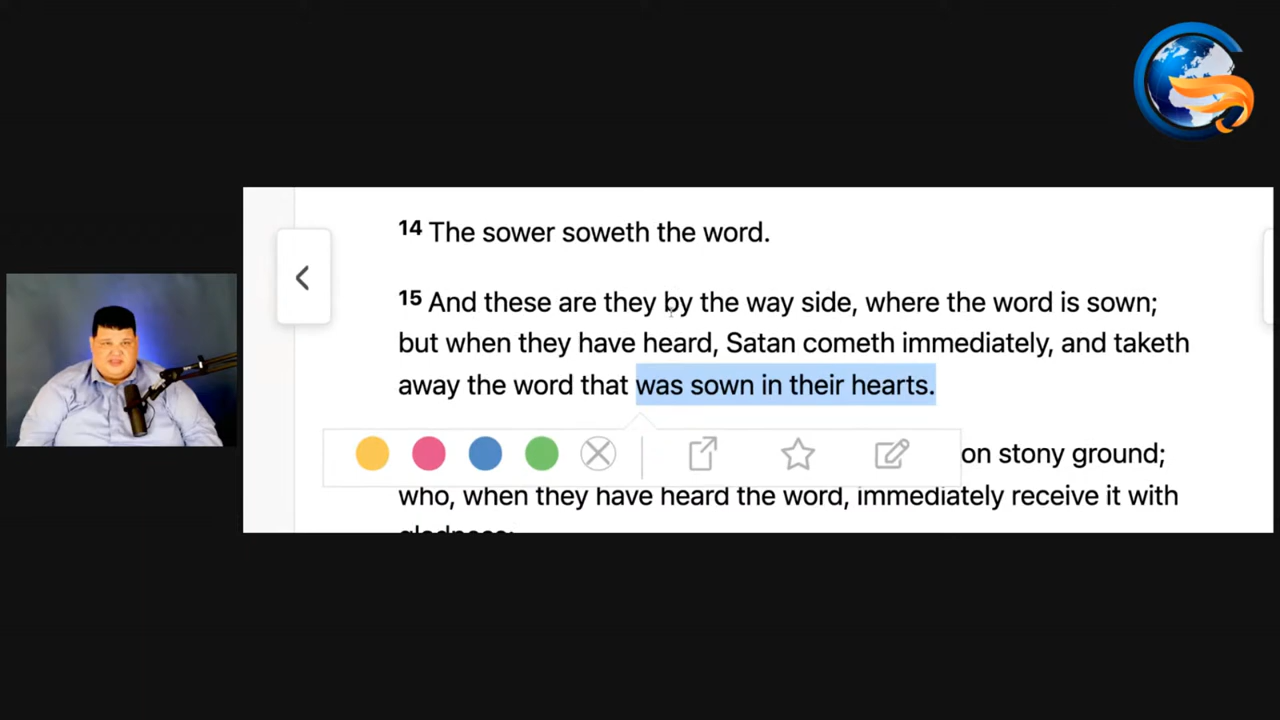 14 The sower soweth the word.
15 And these are they by the way side, where the word is sown;
but when they have heard, Satan cometh immediately, and taketh
away the word that was sown in their hearts.
on stony ground;
who, when they have heard the word, immediately receive it with
gladness;